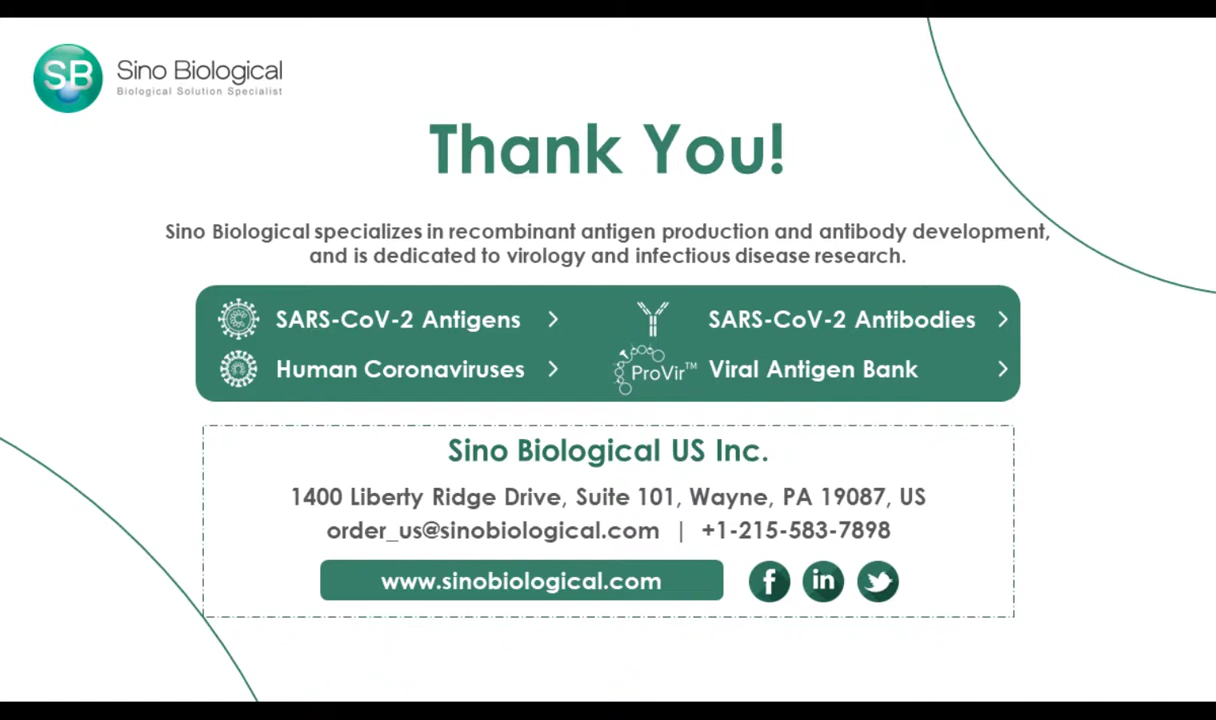 SB
Sino Biological
Biological Solution Specialist
Thank You!
Sino Biological specializes in recombinant antigen production and antibody development,
and is dedicated to virology and infectious disease research.
SARS-CoV-2 Antigens >
SARS-CoV-2 Antibodies >
Human Coronaviruses >
ProVir™ Viral Antigen Bank >
Sino Biological US Inc.
1400 Liberty Ridge Drive, Suite 101, Wayne, PA 19087, US
order_us@sinobiological.com | +1-215-583-7898
www.sinobiological.com
f in